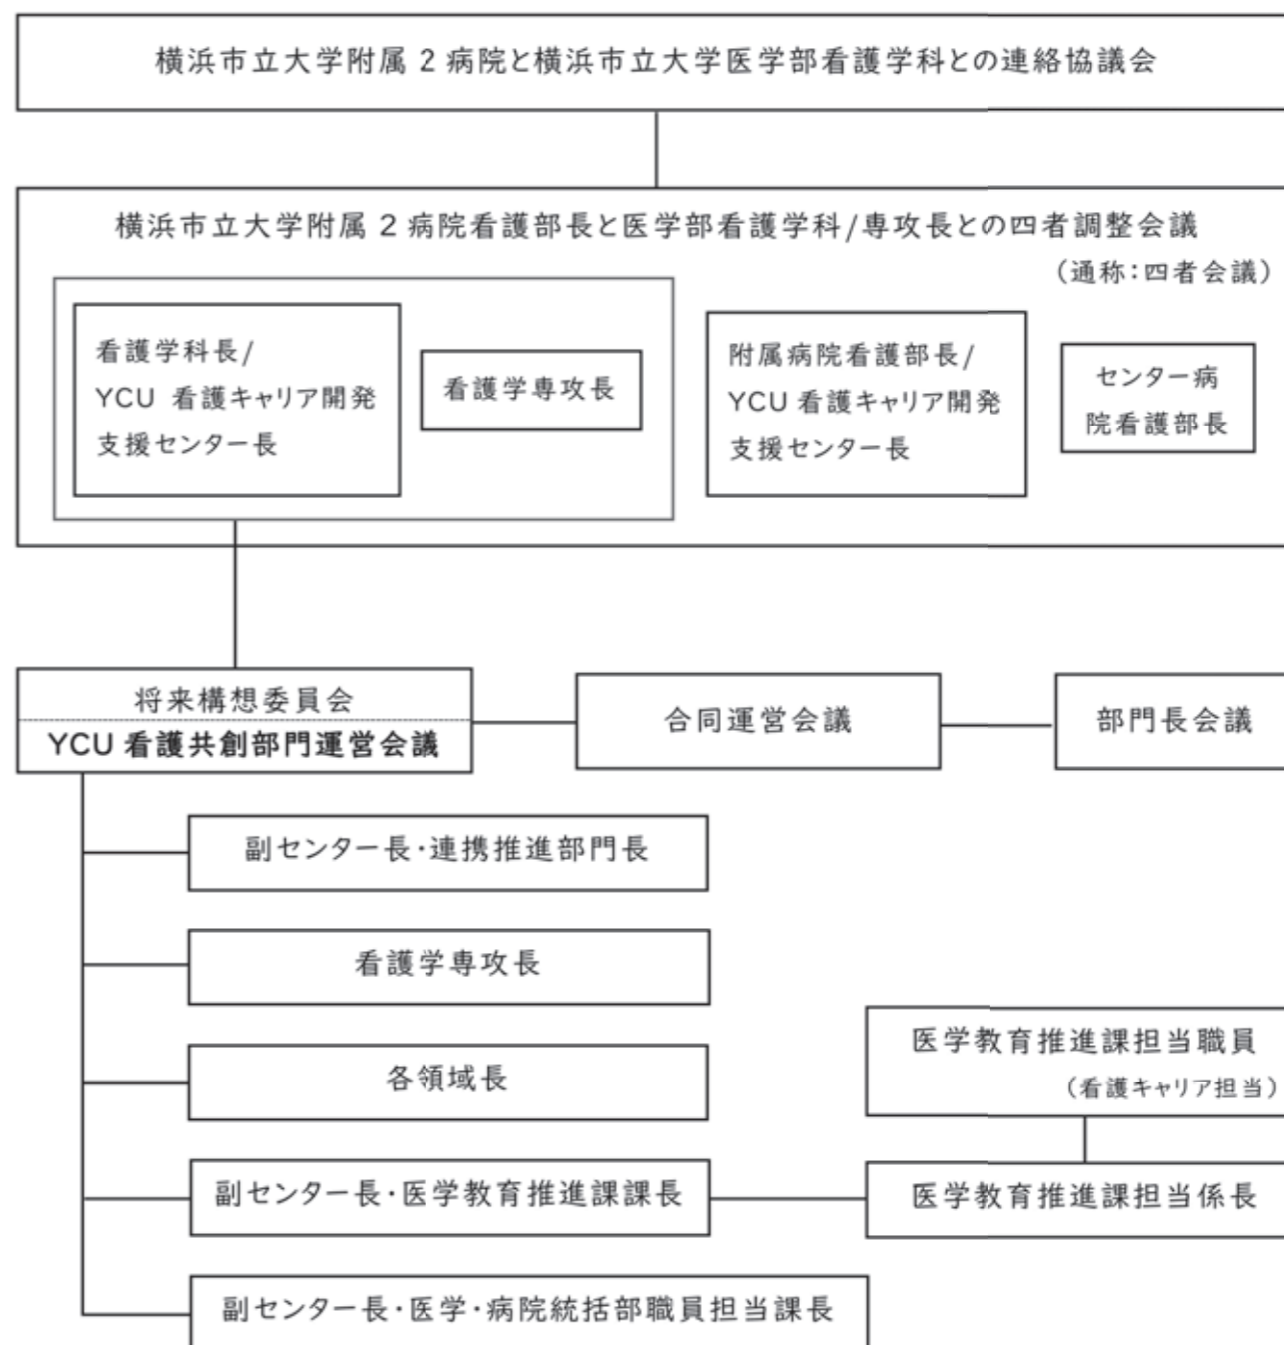 横浜市立大学附属 2 病院と横浜市立大学医学部看護学科との連絡協議会
横浜市立大学附属 2 病院看護部長と医学部看護学科/専攻長との四者調整会議
（通称：四者会議）
看護学科長/
YCU 看護キャリア開発
支援センター長
看護学専攻長
附属病院看護部長/
YCU 看護キャリア開発
支援センター長
センター病
院看護部長
将来構想委員会
YCU 看護共創部門運営会議
合同運営会議
部門長会議
副センター長・連携推進部門長
看護学専攻長
各領域長
医学教育推進課担当職員
（看護キャリア担当）
副センター長・医学教育推進課課長
医学教育推進課担当係長
副センター長・医学・病院統括部職員担当課長